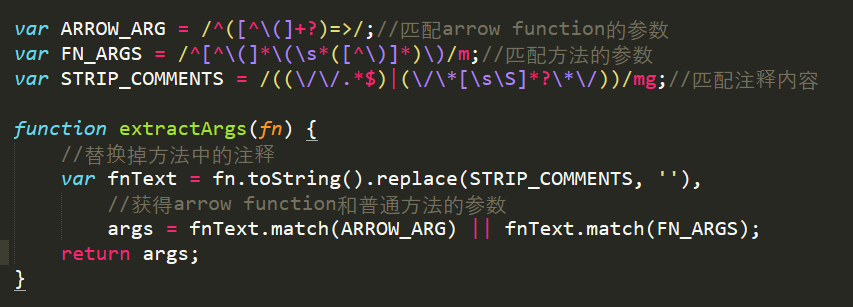 var ARROW_ARG = /^([^\(]+?)=>/;//匹配arrow function的参数
var FN_ARGS = /^[^\(]*\(\s*([^\)]*)\)/m;//匹配方法的参数
var STRIP_COMMENTS = /((\/\/.*$)|(\/\*[\s\S]*?\*\/))/mg;//匹配注释内容
function extractArgs(fn) {
//替换掉方法中的注释
var fnText = fn.toString().replace(STRIP_COMMENTS, ''),
//获得arrow function和普通方法的参数
args = fnText.match(ARROW_ARG) || fnText.match(FN_ARGS);
return args;
}